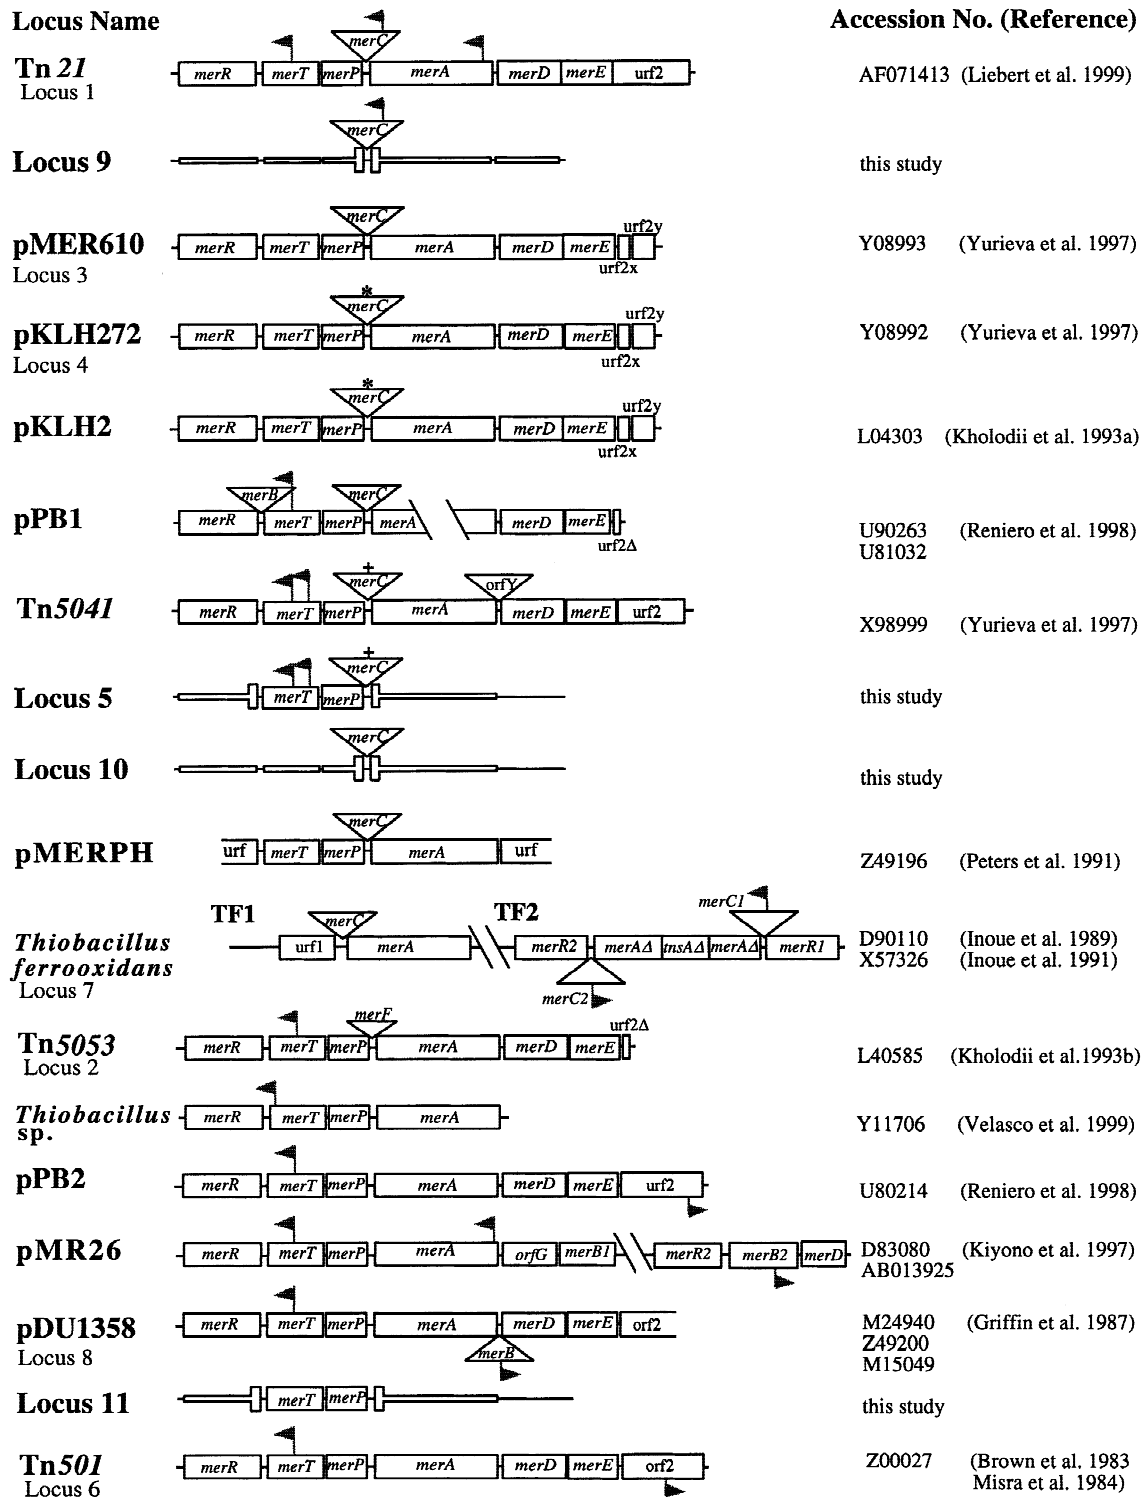 Locus Name Accession No. (Reference)
merC
Tn 21 merR merT merP merA merD merE urf2 AF071413 (Liebert et al. 1999)
Locus 1
merC
Locus 9 this study
merC urf2y
pMER610 merR merT merP merA merD merE Y08993 (Yurieva et al. 1997)
Locus 3 urf2x
*
merC urf2y
pKLH272 merR merT merP merA merD merE Y08992 (Yurieva et al. 1997)
Locus 4 urf2x
*
merC urf2y
pKLH2 merR merT merP merA merD merE L04303 (Kholodii et al. 1993a)
urf2x
merB merC
pPB1 merR merT merP merA merD merE U90263 (Reniero et al. 1998)
urf2Δ U81032
+
merC orfY
Tn5041 merR merT merP merA merD merE urf2 X98999 (Yurieva et al. 1997)
+
merC
Locus 5 merT merP this study
merC
Locus 10 this study
merC
pMERPH urf merT merP merA urf Z49196 (Peters et al. 1991)
merC1
TF1 merC TF2
Thiobacillus urf1 merA merR2 merAΔ tnsAΔ merAΔ merR1 D90110 (Inoue et al. 1989)
ferrooxidans X57326 (Inoue et al. 1991)
Locus 7 merC2
merF urf2Δ
Tn5053 merR merT merP merA merD merE L40585 (Kholodii et al.1993b)
Locus 2
Thiobacillus merR merT merP merA Y11706 (Velasco et al. 1999)
sp.
pPB2 merR merT merP merA merD merE urf2 U80214 (Reniero et al. 1998)
pMR26 merR merT merP merA orfG merB1 merR2 merB2 merD D83080 (Kiyono et al. 1997)
AB013925
pDU1358 merR merT merP merA merD merE orf2 M24940 (Griffin et al. 1987)
Locus 8 merB Z49200
M15049
Locus 11 merT merP this study
Tn501 merR merT merP merA merD merE orf2 Z00027 (Brown et al. 1983
Locus 6 Misra et al. 1984)